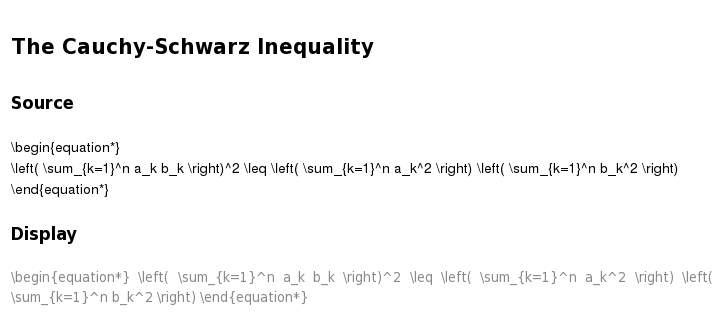 The Cauchy-Schwarz Inequality
Source
\begin{equation*}
\left( \sum_{k=1}^n a_k b_k \right)^2 \leq \left( \sum_{k=1}^n a_k^2 \right) \left( \sum_{k=1}^n b_k^2 \right)
\end{equation*}
Display
\begin{equation*} \left( \sum_{k=1}^n a_k b_k \right)^2 \leq \left( \sum_{k=1}^n a_k^2 \right) \left(
\sum_{k=1}^n b_k^2 \right) \end{equation*}